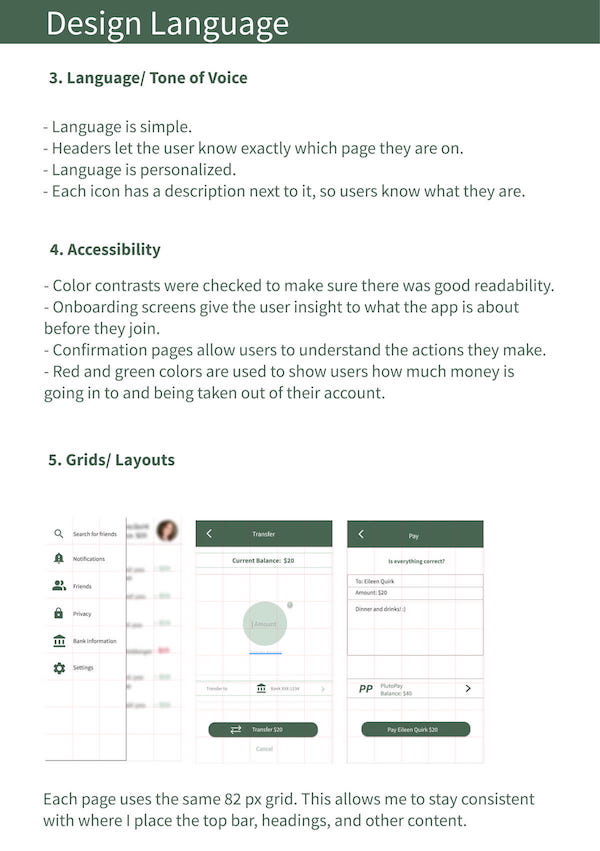 Design Language
3. Language/ Tone of Voice
- Language is simple.
- Headers let the user know exactly which page they are on.
- Language is personalized.
- Each icon has a description next to it, so users know what they are.
4. Accessibility
- Color contrasts were checked to make sure there was good readability.
- Onboarding screens give the user insight to what the app is about
before they join.
- Confirmation pages allow users to understand the actions they make.
- Red and green colors are used to show users how much money is
going in to and being taken out of their account.
5. Grids/ Layouts
Search for friends
Notifications
Friends
Privacy
Bank information
Settings
Transfer
Current Balance: $20
Amount
Transfer to
Bank XXX-1234
Transfer $20
Cancel
Pay
Is everything correct?
To: Eileen Quirk
Amount: $20
Dinner and drinks! :)
PP
PlutoPay
Balance: $40
Pay Eileen Quirk $20
Each page uses the same 82 px grid. This allows me to stay consistent
with where I place the top bar, headings, and other content.